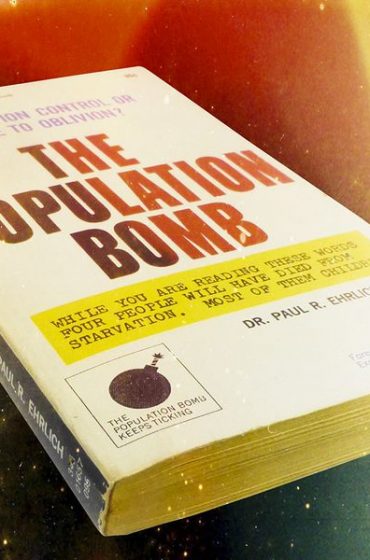 ION CONTROL OR
E TO OBLIVION?
THE
OPULATION
BOMB
WHILE YOU ARE READING THESE WORDS
FOUR PEOPLE WILL HAVE DIED FROM
STARVATION. MOST OF THEM CHILDRE
DR. PAUL R. EHRLICH
THE
POPULATION BOMB
KEEPS TICKING
PAUL R. EHRLICH